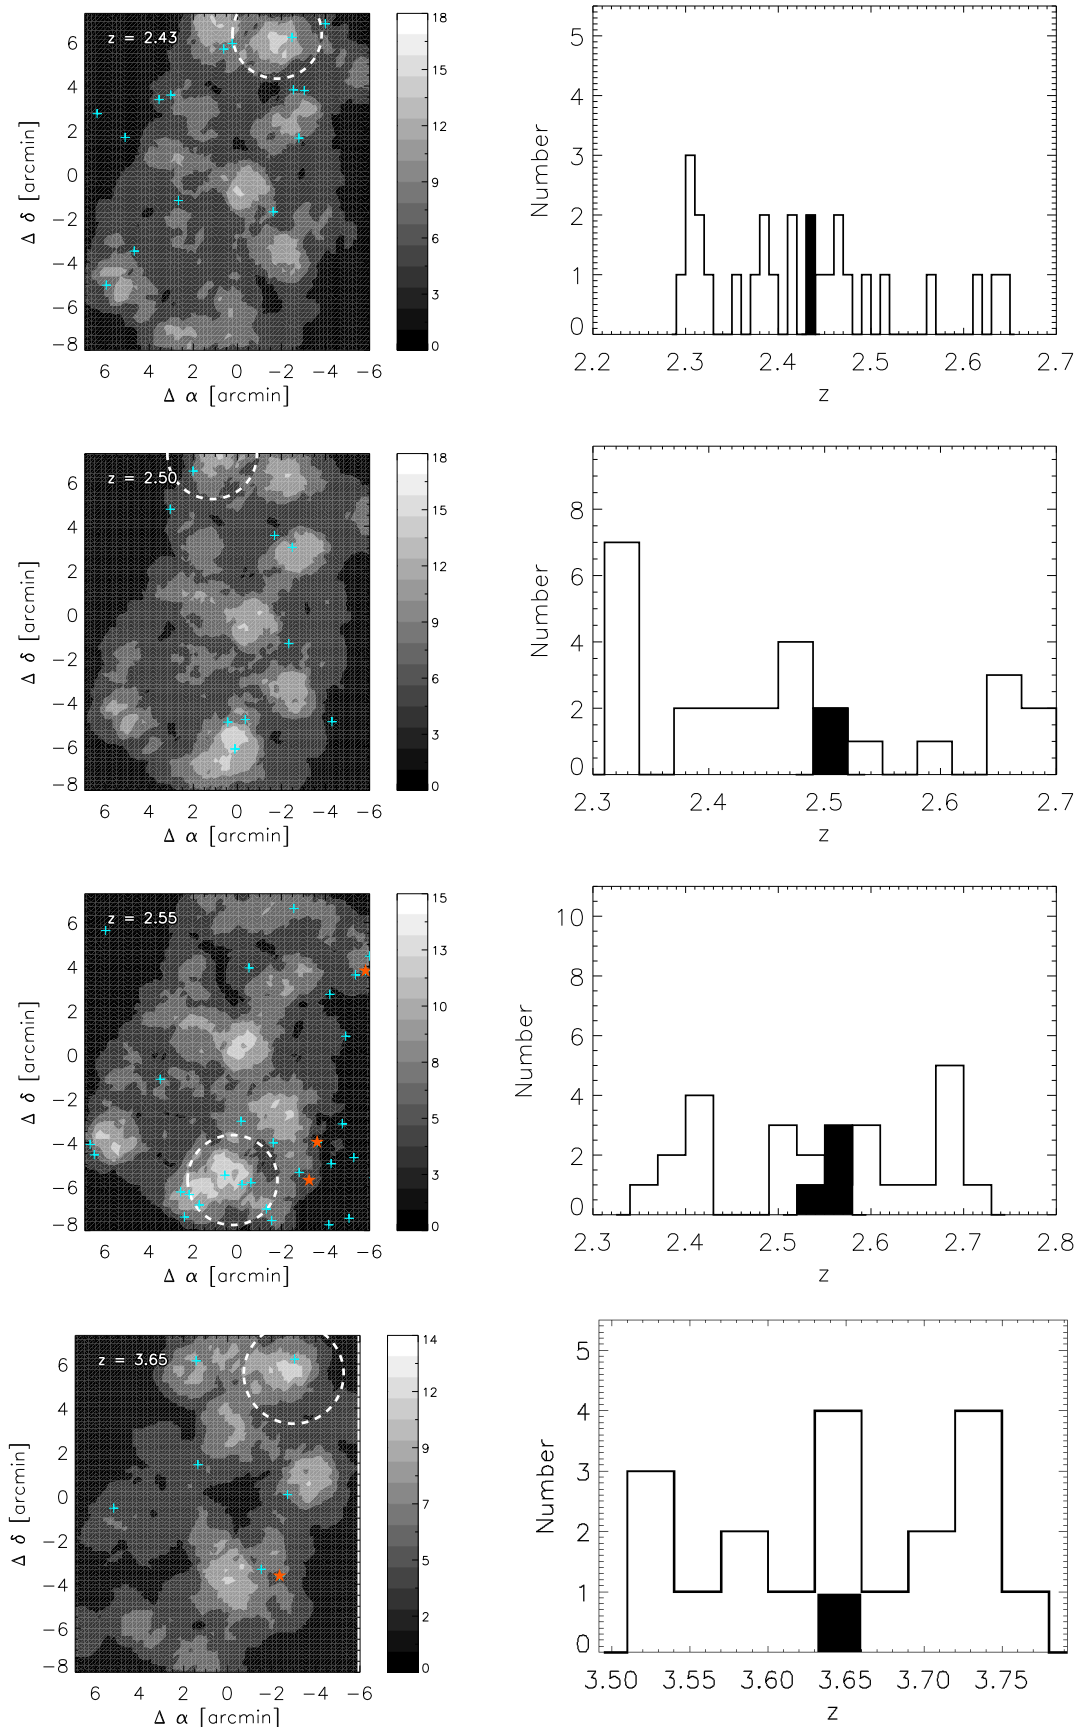 z = 2.43
6
4
2
0
−2
−4
−6
−8
Δ δ [arcmin]
6 4 2 0 −2 −4 −6
Δ α [arcmin]
18
15
12
9
6
3
0
5
4
3
2
1
0
Number
2.2 2.3 2.4 2.5 2.6 2.7
z
z = 2.50
6
4
2
0
−2
−4
−6
−8
Δ δ [arcmin]
6 4 2 0 −2 −4 −6
Δ α [arcmin]
18
15
12
9
6
3
0
8
6
4
2
0
Number
2.3 2.4 2.5 2.6 2.7
z
z = 2.55
6
4
2
0
−2
−4
−6
−8
Δ δ [arcmin]
6 4 2 0 −2 −4 −6
Δ α [arcmin]
15
13
10
8
5
3
0
10
8
6
4
2
0
Number
2.3 2.4 2.5 2.6 2.7 2.8
z
z = 3.65
6
4
2
0
−2
−4
−6
−8
Δ δ [arcmin]
6 4 2 0 −2 −4 −6
Δ α [arcmin]
14
12
9
7
5
2
0
5
4
3
2
1
0
Number
3.50 3.55 3.60 3.65 3.70 3.75
z